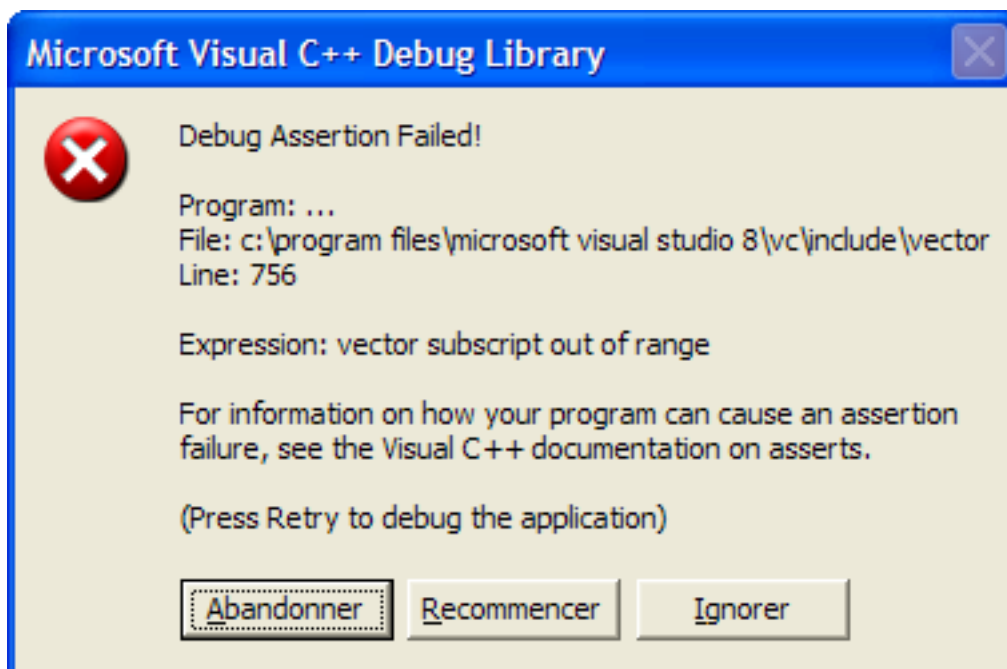 Microsoft Visual C++ Debug Library
Debug Assertion Failed!
Program: ...
File: c:\program files\microsoft visual studio 8\vc\include\vector
Line: 756
Expression: vector subscript out of range
For information on how your program can cause an assertion
failure, see the Visual C++ documentation on asserts.
(Press Retry to debug the application)
Abandonner Recommencer Ignorer